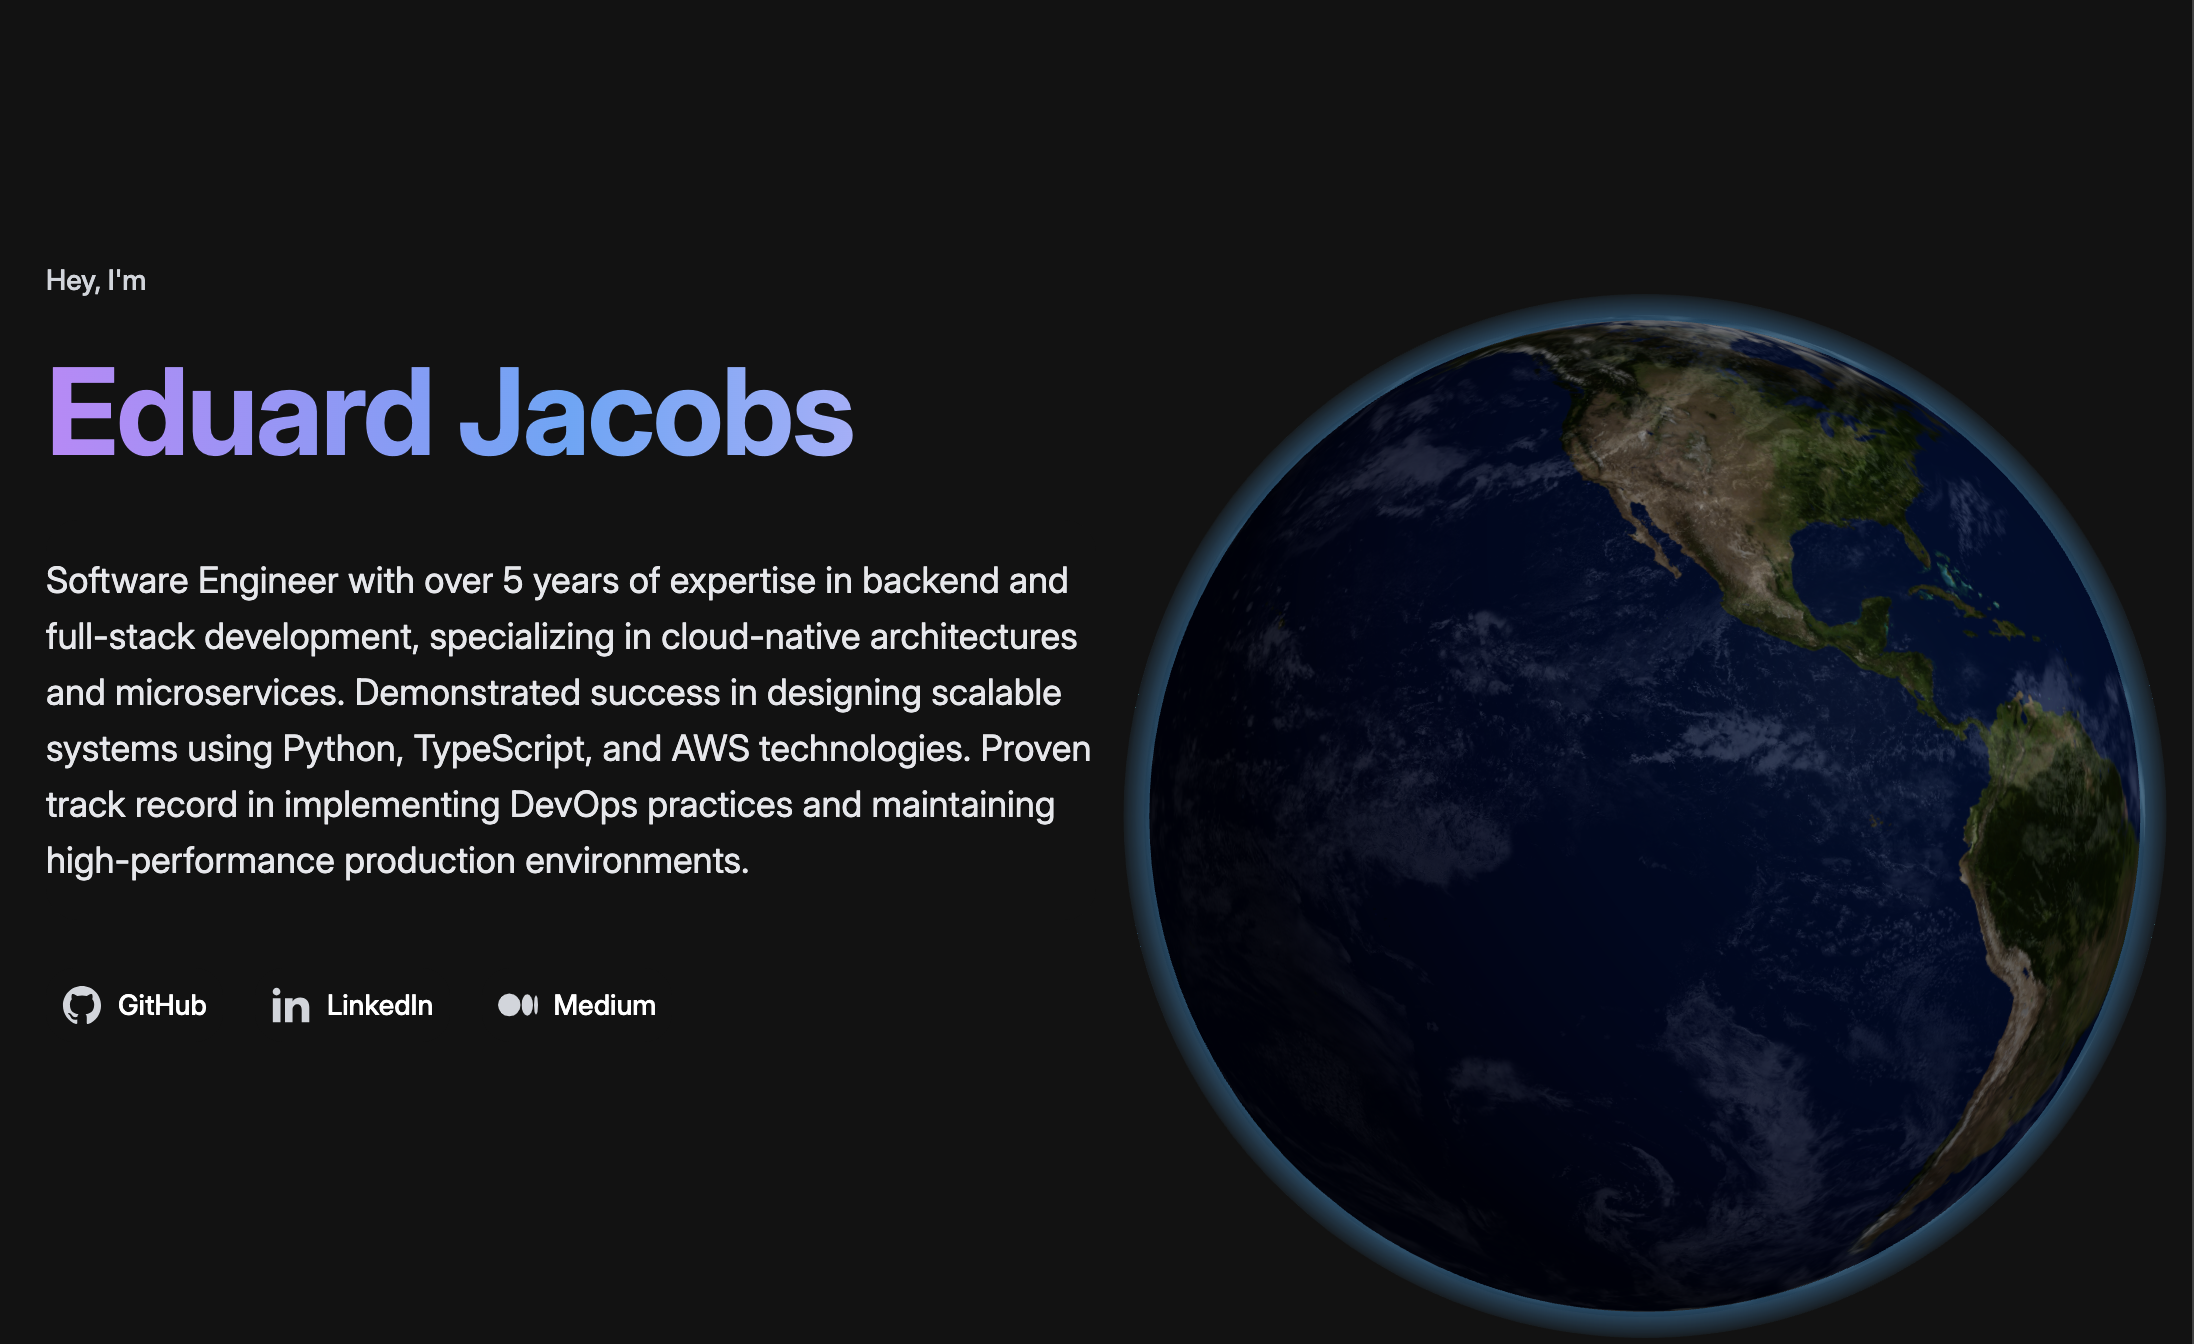 Hey, I'm
Eduard Jacobs
Software Engineer with over 5 years of expertise in backend and
full-stack development, specializing in cloud-native architectures
and microservices. Demonstrated success in designing scalable
systems using Python, TypeScript, and AWS technologies. Proven
track record in implementing DevOps practices and maintaining
high-performance production environments.
GitHub LinkedIn Medium